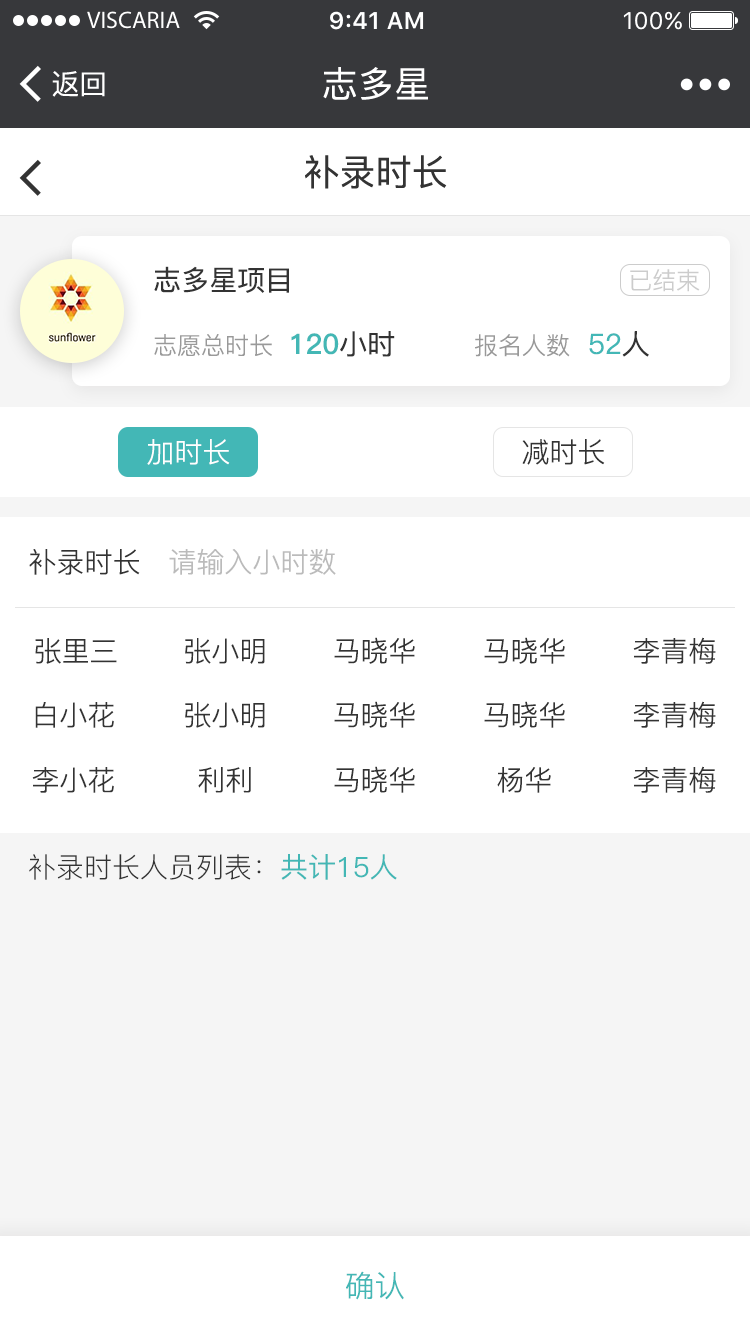 VISCARIA 9:41 AM 100%
返回 志多星
补录时长
志多星项目 已结束
sunflower
志愿总时长 120小时 报名人数 52人
加时长 减时长
补录时长 请输入小时数
张里三 张小明 马晓华 马晓华 李青梅
白小花 张小明 马晓华 马晓华 李青梅
李小花 利利 马晓华 杨华 李青梅
补录时长人员列表：共计15人
确认